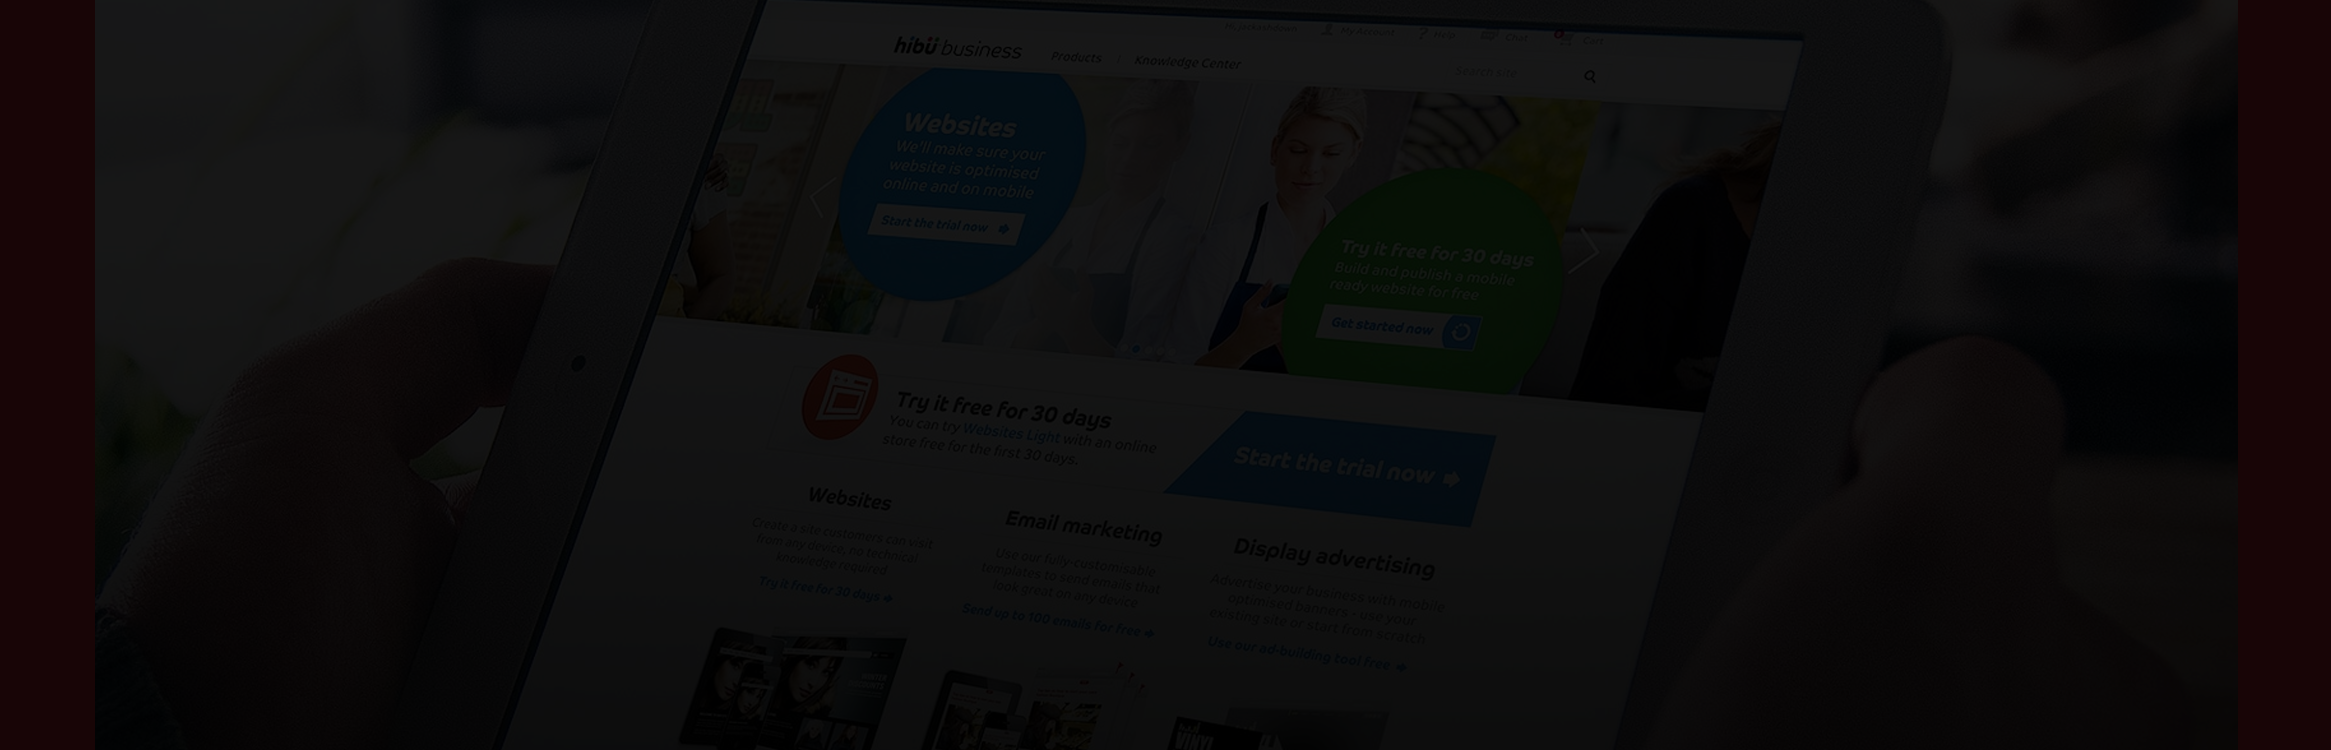 My Account
Help
Chat
Cart
hibü business
Products
Knowledge Center
Search site
Websites
We'll make sure your
website is optimised
online and on mobile
Start the trial now
Try it free for 30 days
Build and publish a mobile
ready website for free
Get started now
Try it free for 30 days
You can try Websites Light with an online
store free for the first 30 days.
Start the trial now
Websites
Create a site customers can visit
from any device, no technical
knowledge required
Try it free for 30 days
Email marketing
Use our fully-customisable
templates to send emails that
look great on any device
Send up to 100 emails for free
Display advertising
Advertise your business with mobile
optimised banners - use your
existing site or start from scratch
Use our ad-building tool free
VINYL